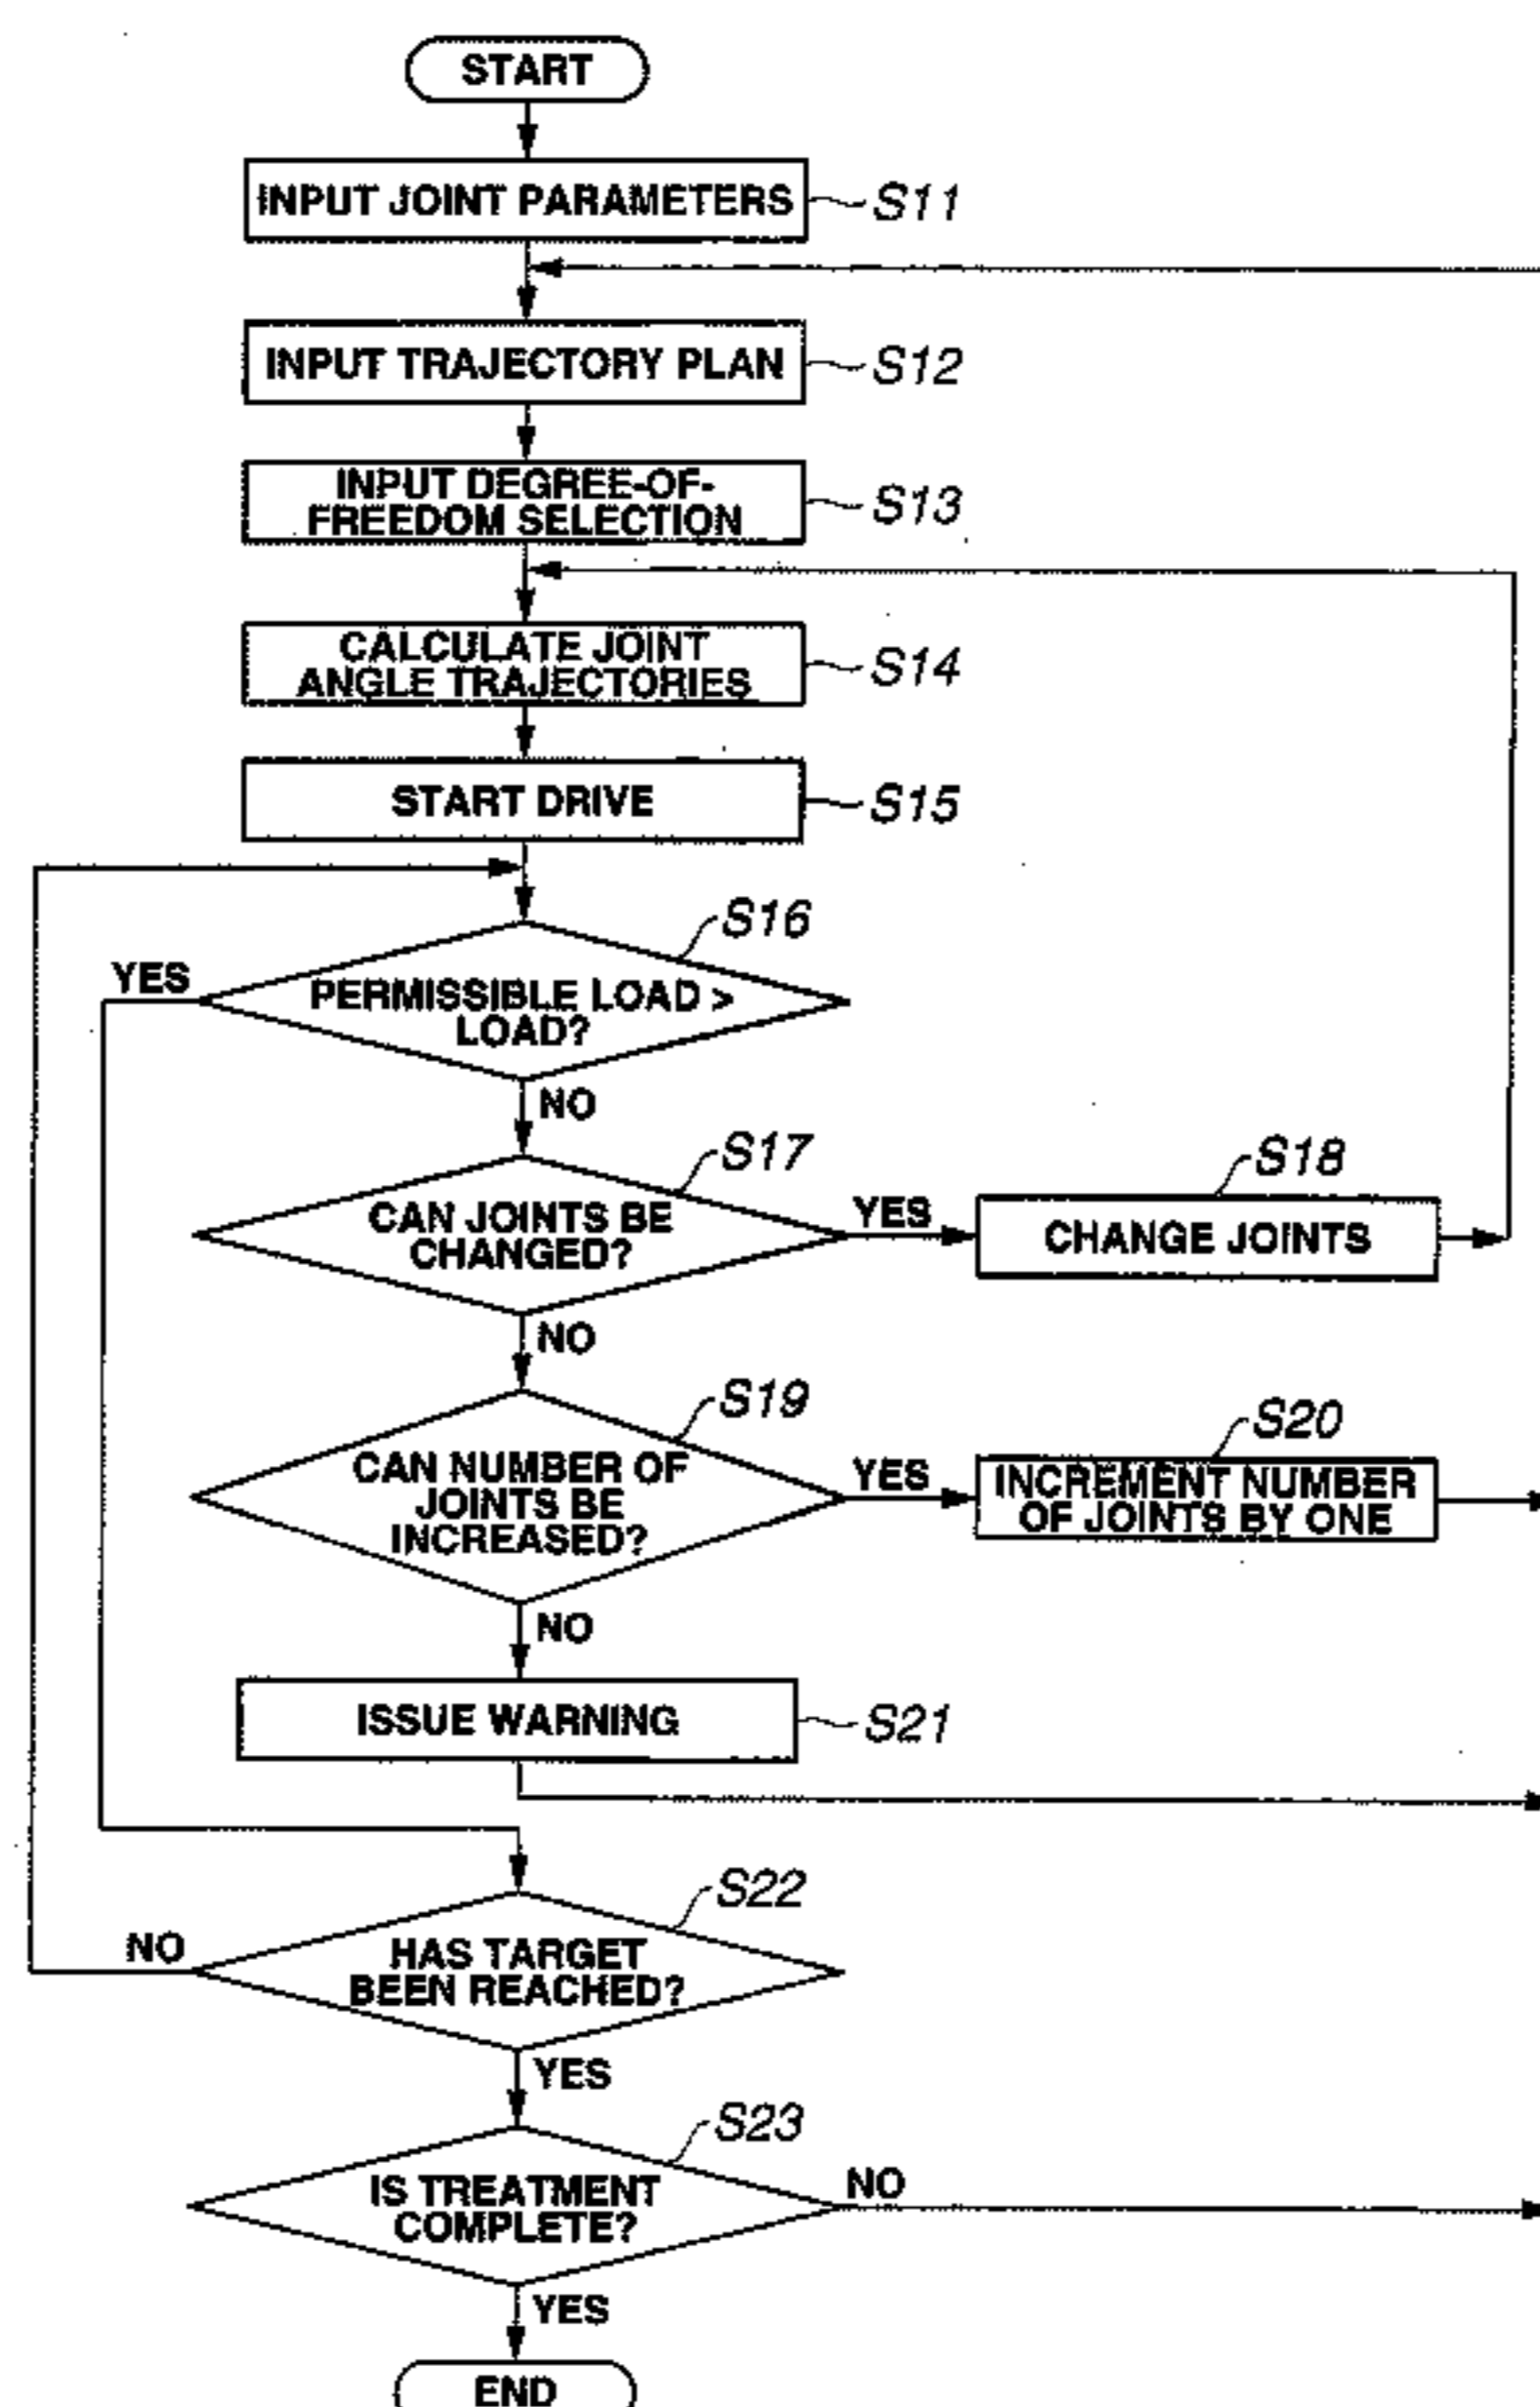 START
INPUT JOINT PARAMETERS
S11
INPUT TRAJECTORY PLAN
S12
INPUT DEGREE-OF-
FREEDOM SELECTION
S13
CALCULATE JOINT
ANGLE TRAJECTORIES
S14
START DRIVE
S15
S16
YES
PERMISSIBLE LOAD >
LOAD?
NO
S17
CAN JOINTS BE
CHANGED?
YES
S18
CHANGE JOINTS
NO
S19
CAN NUMBER OF
JOINTS BE
INCREASED?
YES
S20
INCREMENT NUMBER
OF JOINTS BY ONE
NO
ISSUE WARNING
S21
S22
NO
HAS TARGET
BEEN REACHED?
YES
S23
IS TREATMENT
COMPLETE?
NO
YES
END